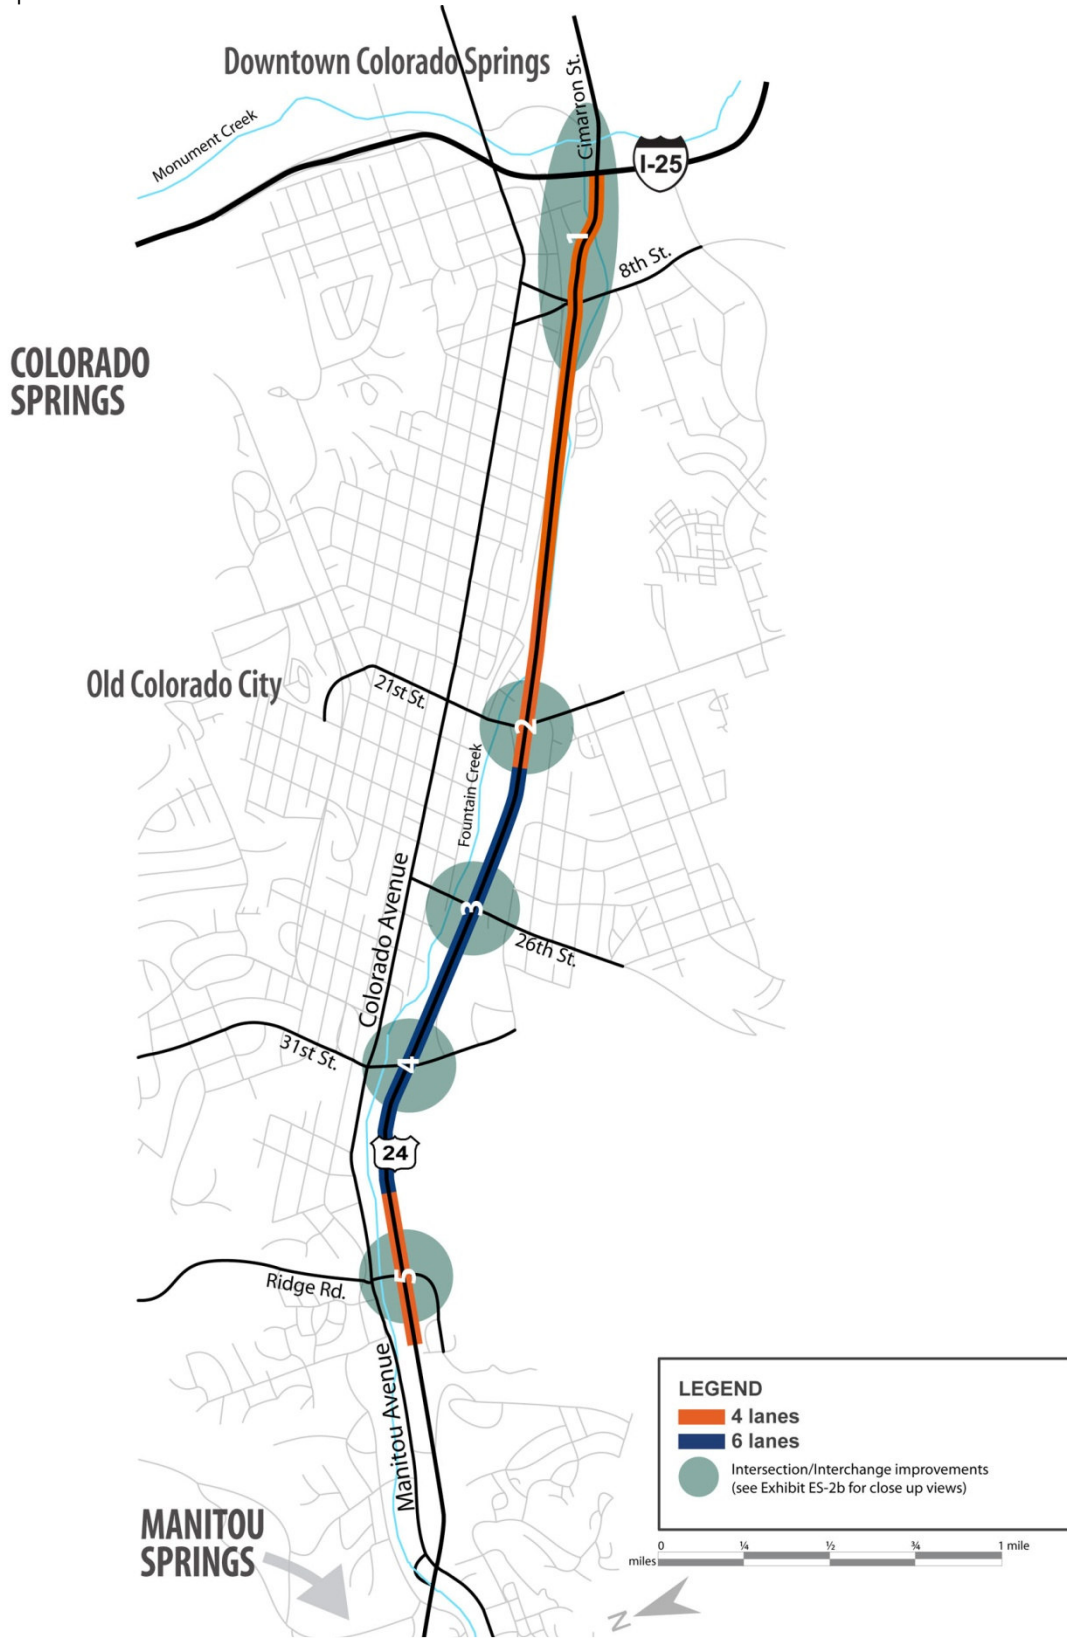 Downtown Colorado Springs
Cimarron St.
Monument Creek
I-25
1
8th St.
COLORADO
SPRINGS
Old Colorado City
21st St.
2
Fountain Creek
Colorado Avenue
3
26th St.
31st St.
4
24
Ridge Rd.
5
Manitou Avenue
LEGEND
4 lanes
6 lanes
Intersection/Interchange improvements
(see Exhibit ES-2b for close up views)
0 ¼ ½ ¾ 1 mile
miles
MANITOU
SPRINGS
N